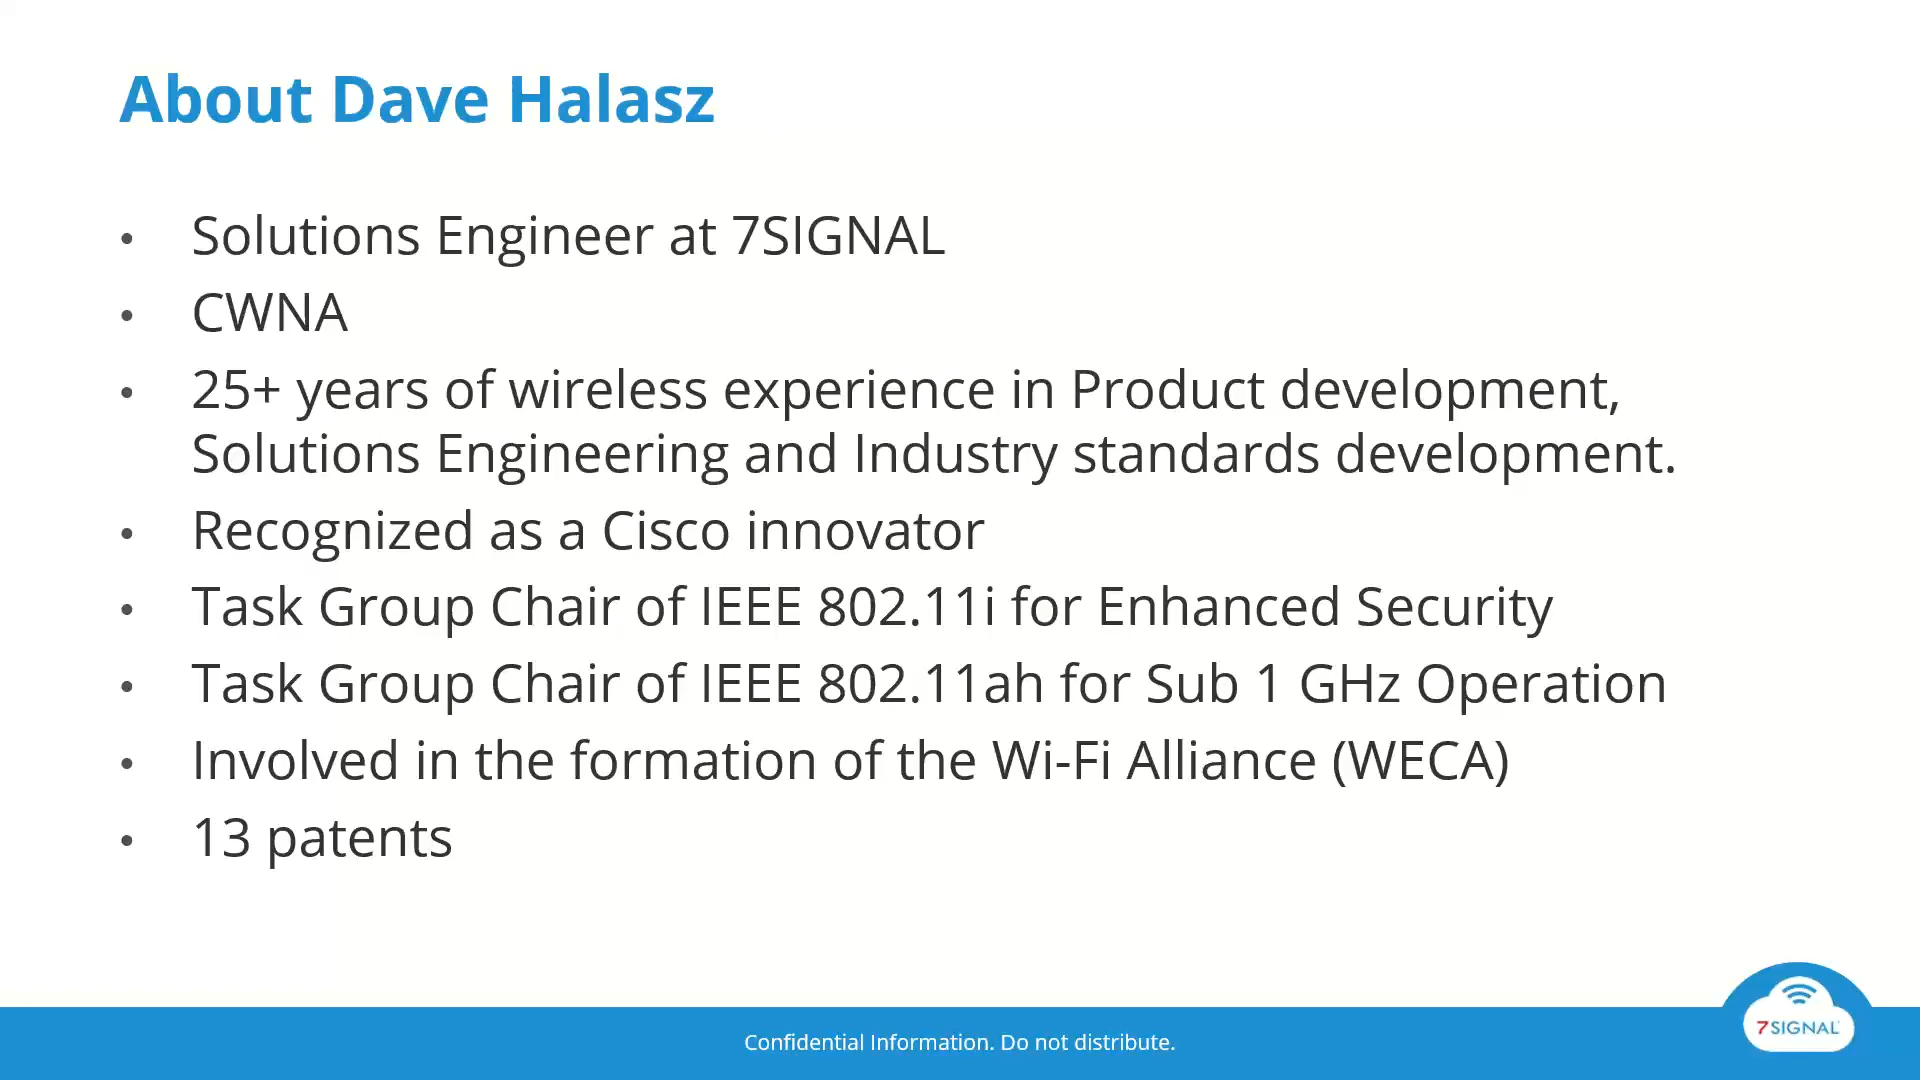 About Dave Halasz
• Solutions Engineer at 7SIGNAL
• CWNA
• 25+ years of wireless experience in Product development,
Solutions Engineering and Industry standards development.
• Recognized as a Cisco innovator
• Task Group Chair of IEEE 802.11i for Enhanced Security
• Task Group Chair of IEEE 802.11ah for Sub 1 GHz Operation
• Involved in the formation of the Wi-Fi Alliance (WECA)
• 13 patents
Confidential Information. Do not distribute.
7SIGNAL